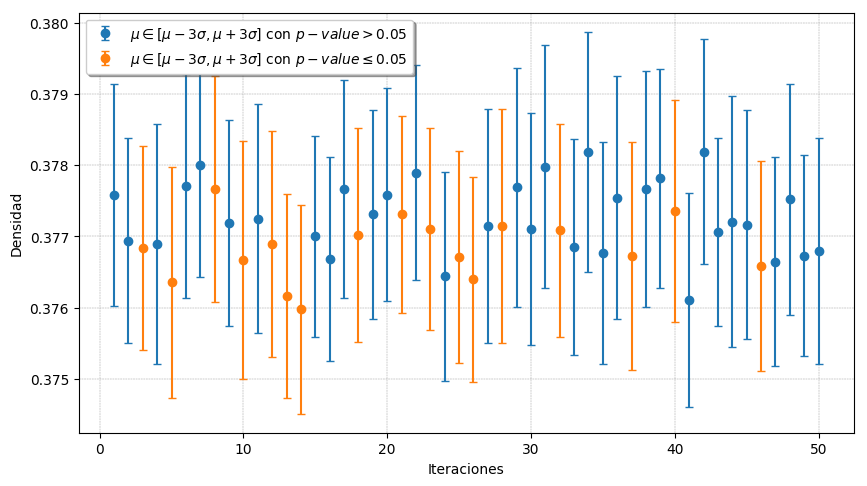 μ ∈ [μ − 3σ, μ + 3σ] con p − value > 0.05
μ ∈ [μ − 3σ, μ + 3σ] con p − value ≤ 0.05
0.380
0.379
0.378
0.377
0.376
0.375
Densidad
0 10 20 30 40 50
Iteraciones